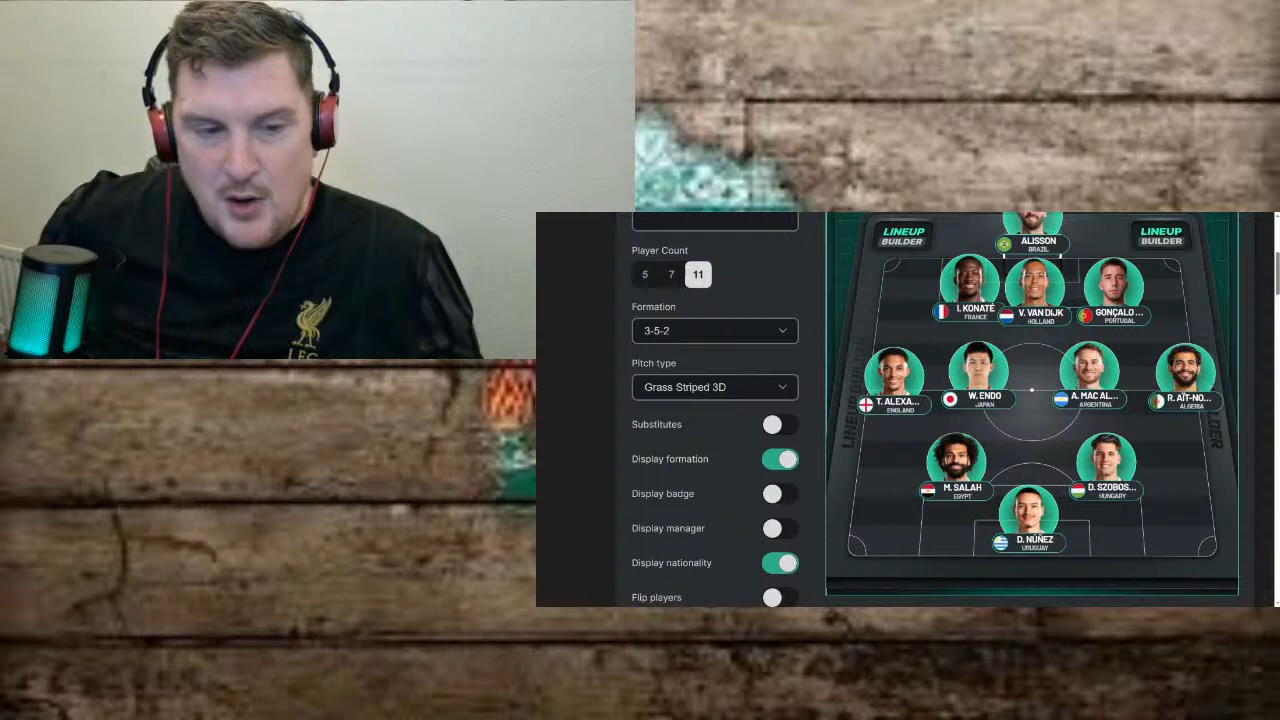 LFC
Player Count
5 7 11
Formation
3-5-2
Pitch type
Grass Striped 3D
Substitutes
Display formation
Display badge
Display manager
Display nationality
Flip players
LINEUP
BUILDER
LINEUP
BUILDER
ALISSON
BRAZIL
I. KONATÉ
FRANCE
V. VAN DIJK
HOLLAND
GONÇALO ...
PORTUGAL
T. ALEXA...
ENGLAND
W. ENDO
JAPAN
A. MAC AL...
ARGENTINA
R. AÏT-NO...
ALGERIA
M. SALAH
EGYPT
D. SZOBOS...
HUNGARY
D. NÚÑEZ
URUGUAY